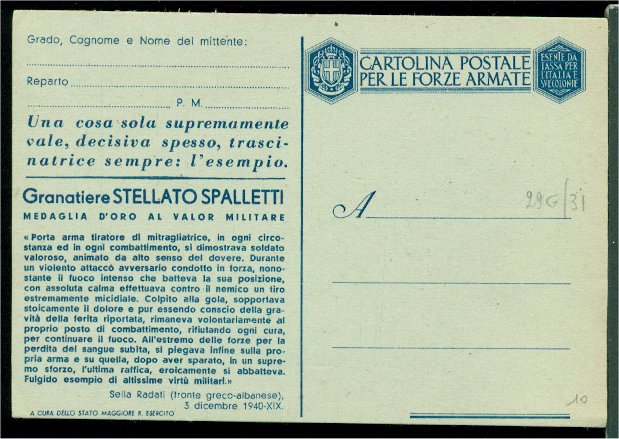 Grado, Cognome e Nome del mittente:
Reparto
P. M.
Una cosa sola supremamente
vale, decisiva spesso, trasci-
natrice sempre: l'esempio.
Granatiere STELLATO SPALLETTI
MEDAGLIA D'ORO AL VALOR MILITARE
«Porta arma tiratore di mitragliatrice, in ogni circo-
stanza ed in ogni combattimento, si dimostrava soldato
valoroso, animato da alto senso del dovere. Durante
un violento attacco avversario condotto in forza, nono-
stante il fuoco intenso che batteva la sua posizione,
con assoluta calma effettuava contro il nemico un tiro
estremamente micidiale. Colpito alla gola, sopportava
stoicamente il dolore e pur essendo conscio della gra-
vità della ferita riportata, rimaneva volontariamente al
proprio posto di combattimento, rifiutando ogni cura,
per continuare il fuoco. All'estremo delle forze per la
perdita del sangue subita, si piegava infine sulla pro-
pria arma e su quella, dopo aver sparato, in un supre-
mo sforzo, l'ultima raffica, eroicamente si abbatteva.
Fulgido esempio di altissime virtù militari.»
Sella Radati (fronte greco-albanese),
3 dicembre 1940-XIX.
A CURA DELLO STATO MAGGIORE R. ESERCITO
CARTOLINA POSTALE
PER LE FORZE ARMATE
ESENTE DA
TASSA PER
L'ITALIA E
SVE COLONIE
A
29G/31
10